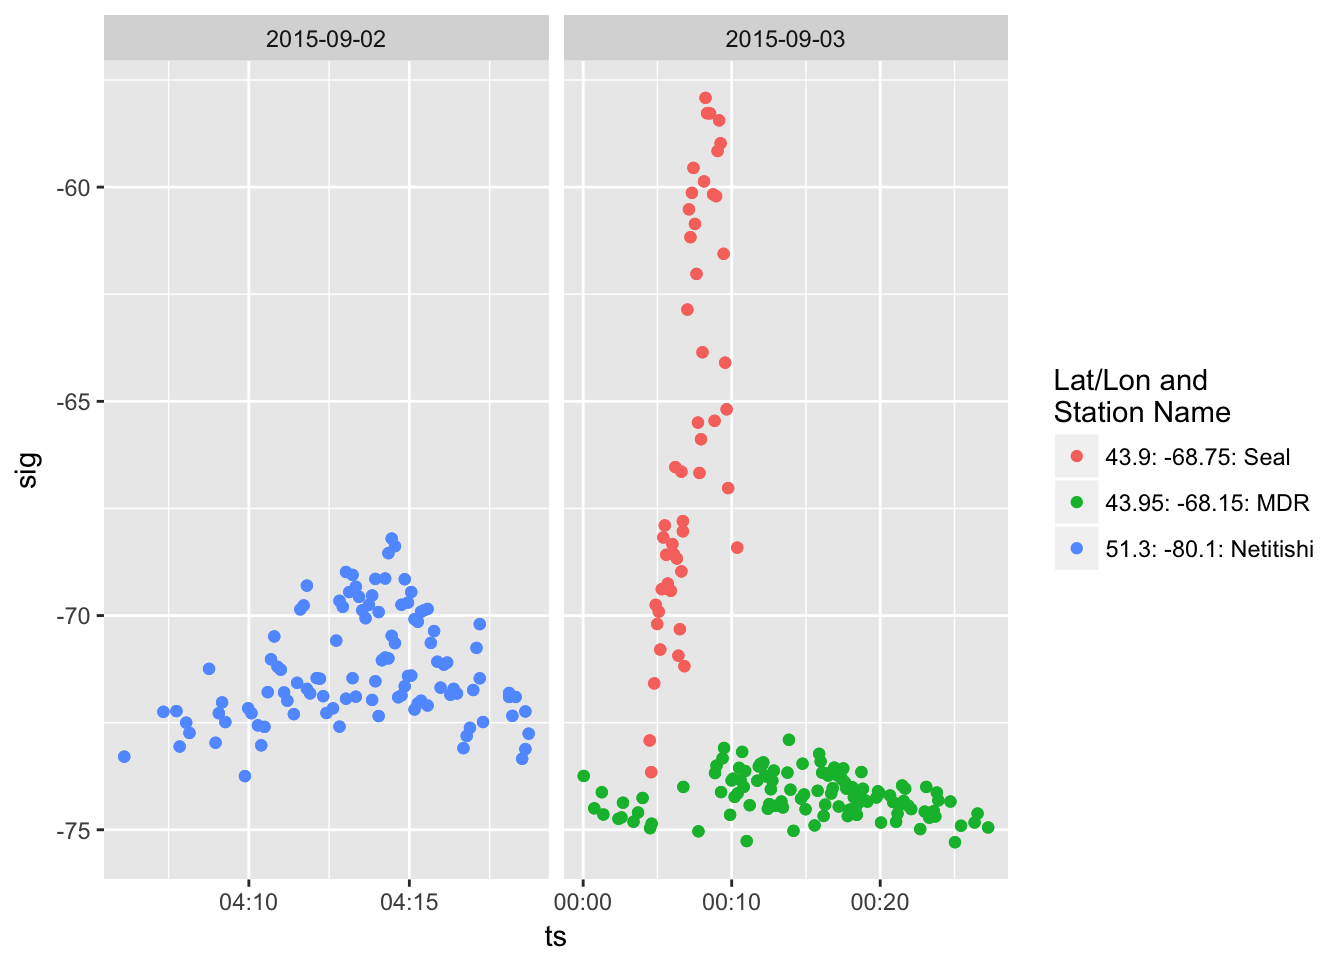 2015-09-02
2015-09-03
-60
-65
-70
-75
sig
04:10
04:15
00:00
00:10
00:20
ts
Lat/Lon and
Station Name
43.9: -68.75: Seal
43.95: -68.15: MDR
51.3: -80.1: Netitishi